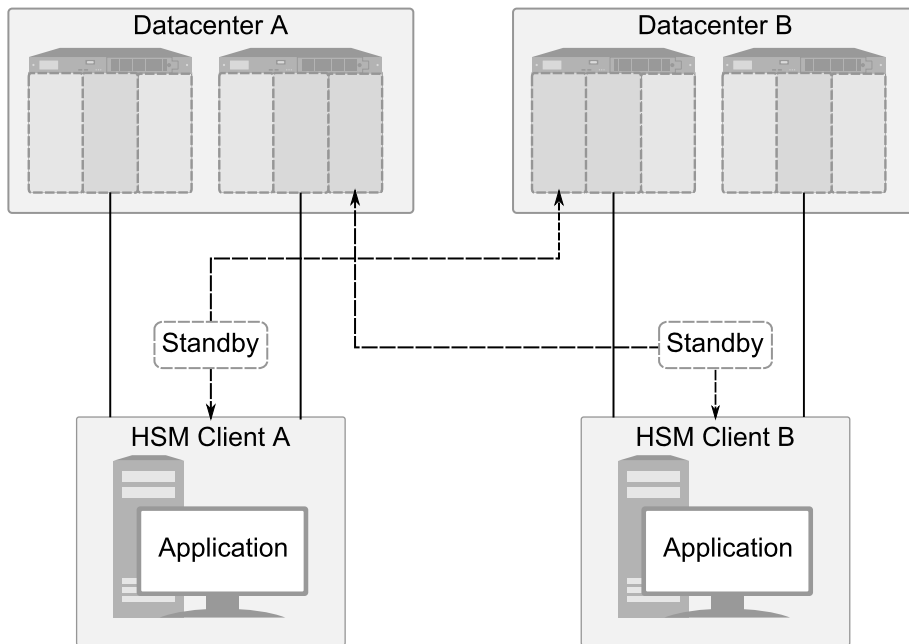 Datacenter A
Datacenter B
Standby
Standby
HSM Client A
HSM Client B
Application
Application